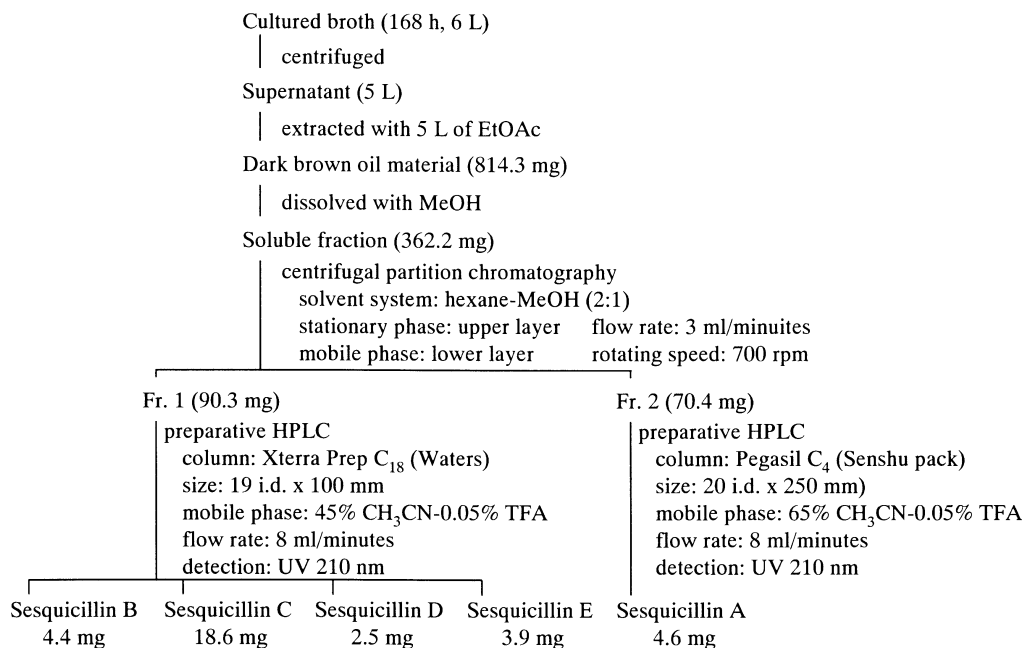 Cultured broth (168 h, 6 L)
centrifuged
Supernatant (5 L)
extracted with 5 L of EtOAc
Dark brown oil material (814.3 mg)
dissolved with MeOH
Soluble fraction (362.2 mg)
centrifugal partition chromatography
solvent system: hexane-MeOH (2:1)
stationary phase: upper layer flow rate: 3 ml/minuites
mobile phase: lower layer rotating speed: 700 rpm
Fr. 1 (90.3 mg)
preparative HPLC
column: Xterra Prep C18 (Waters)
size: 19 i.d. x 100 mm
mobile phase: 45% CH3CN-0.05% TFA
flow rate: 8 ml/minutes
detection: UV 210 nm
Fr. 2 (70.4 mg)
preparative HPLC
column: Pegasil C4 (Senshu pack)
size: 20 i.d. x 250 mm)
mobile phase: 65% CH3CN-0.05% TFA
flow rate: 8 ml/minutes
detection: UV 210 nm
Sesquicillin B Sesquicillin C Sesquicillin D Sesquicillin E Sesquicillin A
4.4 mg 18.6 mg 2.5 mg 3.9 mg 4.6 mg